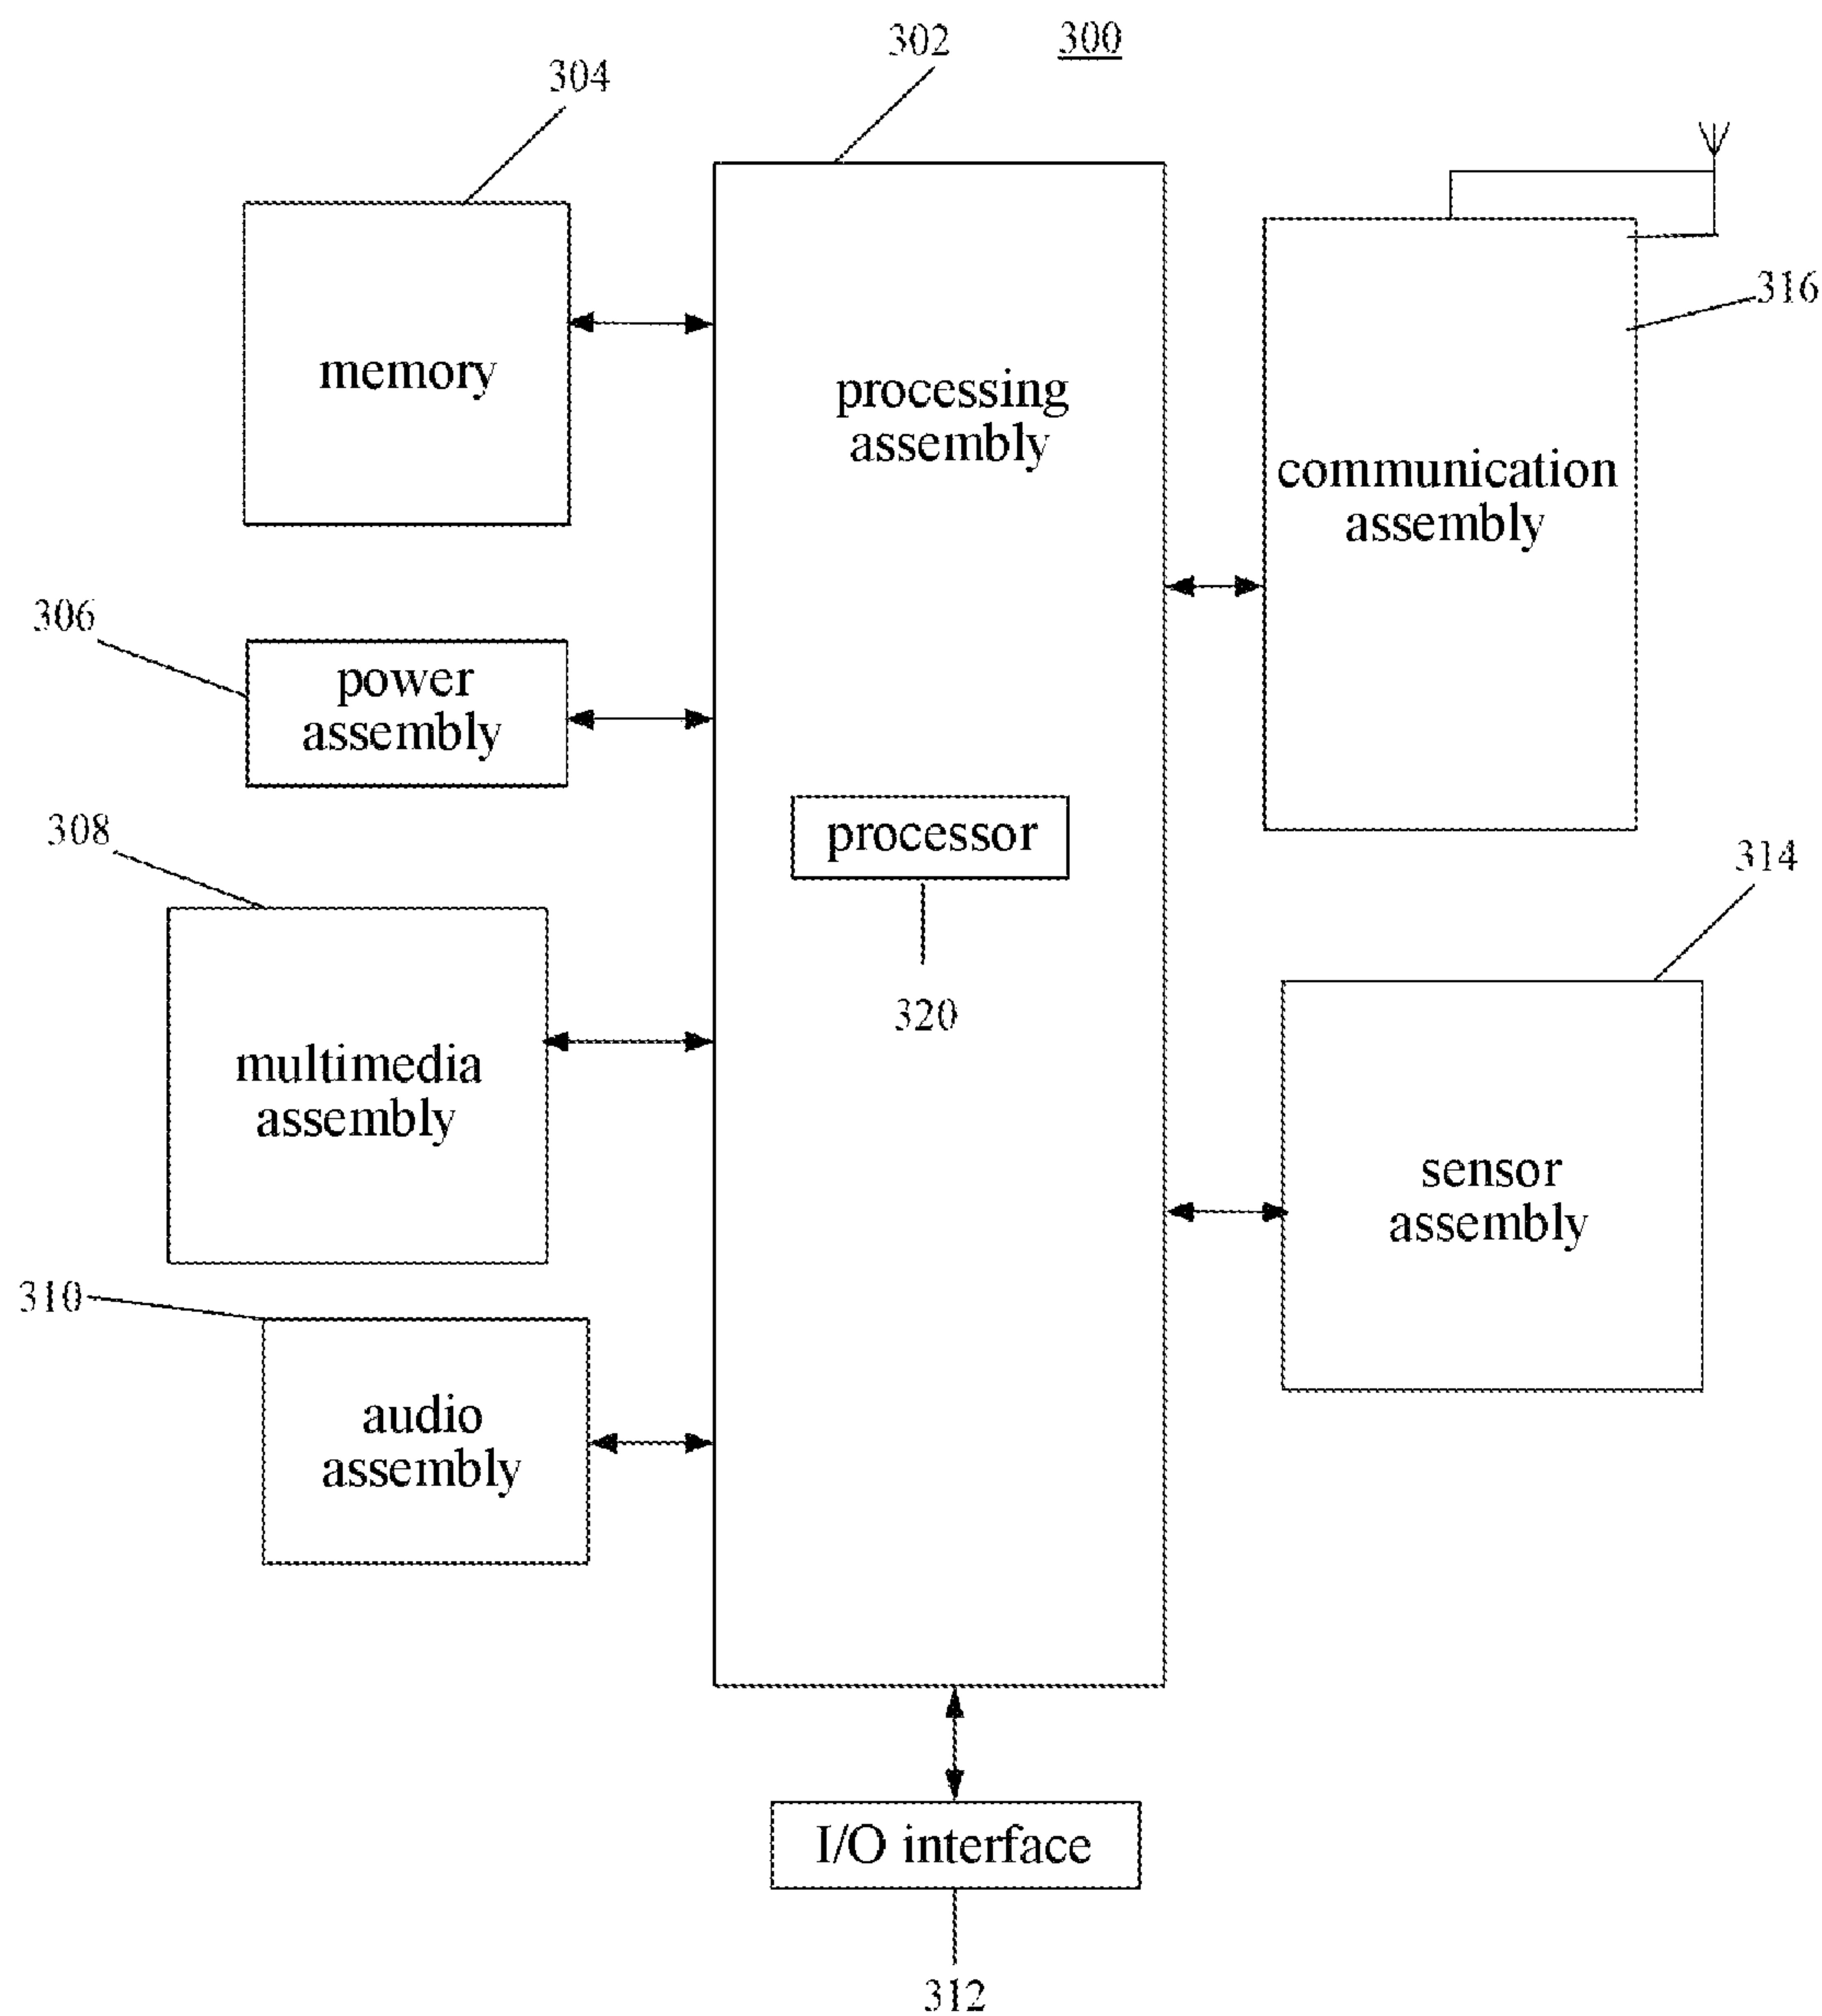 302
300
304
316
memory
processing
assembly
communication
assembly
306
power
assembly
308
processor
314
320
multimedia
assembly
sensor
assembly
310
audio
assembly
I/O interface
312